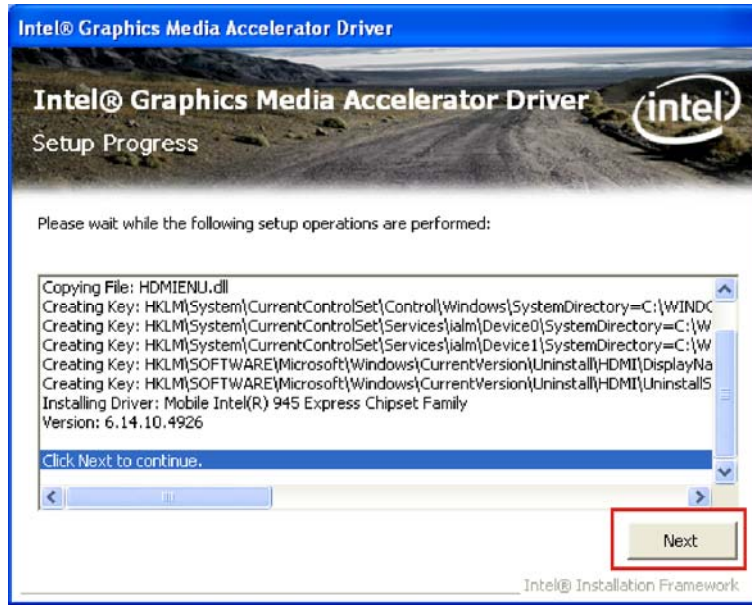 Intel® Graphics Media Accelerator Driver
Intel® Graphics Media Accelerator Driver
intel
Setup Progress
Please wait while the following setup operations are performed:
Copying File: HDMIENU.dll
Creating Key: HKLM\System\CurrentControlSet\Control\Windows\SystemDirectory=C:\WINDO
Creating Key: HKLM\System\CurrentControlSet\Services\ialm\Device0\SystemDirectory=C:\W
Creating Key: HKLM\System\CurrentControlSet\Services\ialm\Device1\SystemDirectory=C:\W
Creating Key: HKLM\SOFTWARE\Microsoft\Windows\CurrentVersion\Uninstall\HDMI\DisplayNa
Creating Key: HKLM\SOFTWARE\Microsoft\Windows\CurrentVersion\Uninstall\HDMI\UninstallS
Installing Driver: Mobile Intel(R) 945 Express Chipset Family
Version: 6.14.10.4926
Click Next to continue.
Next
Intel® Installation Framework